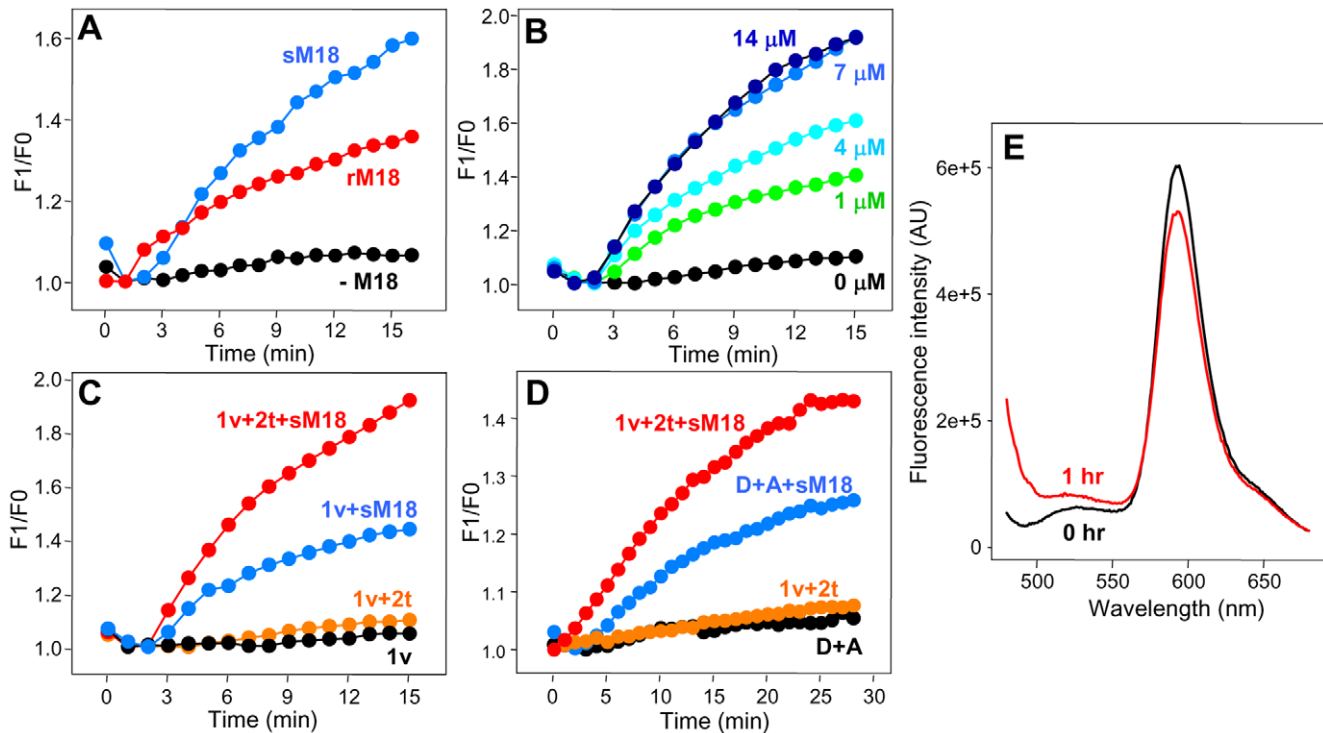 A
1.6
1.4
1.2
1.0
F1/F0
sM18
rM18
- M18
0 3 6 9 12 15
Time (min)
B
2.0
1.8
1.6
1.4
1.2
1.0
F1/F0
14 μM
7 μM
4 μM
1 μM
0 μM
0 3 6 9 12 15
Time (min)
C
2.0
1.8
1.6
1.4
1.2
1.0
F1/F0
1v+2t+sM18
1v+sM18
1v+2t
1v
0 3 6 9 12 15
Time (min)
D
1.4
1.3
1.2
1.1
1.0
F1/F0
1v+2t+sM18
D+A+sM18
1v+2t
D+A
0 5 10 15 20 25 30
Time (min)
E
6e+5
4e+5
2e+5
0
Fluorescence intensity (AU)
1 hr
0 hr
500 550 600 650
Wavelength (nm)